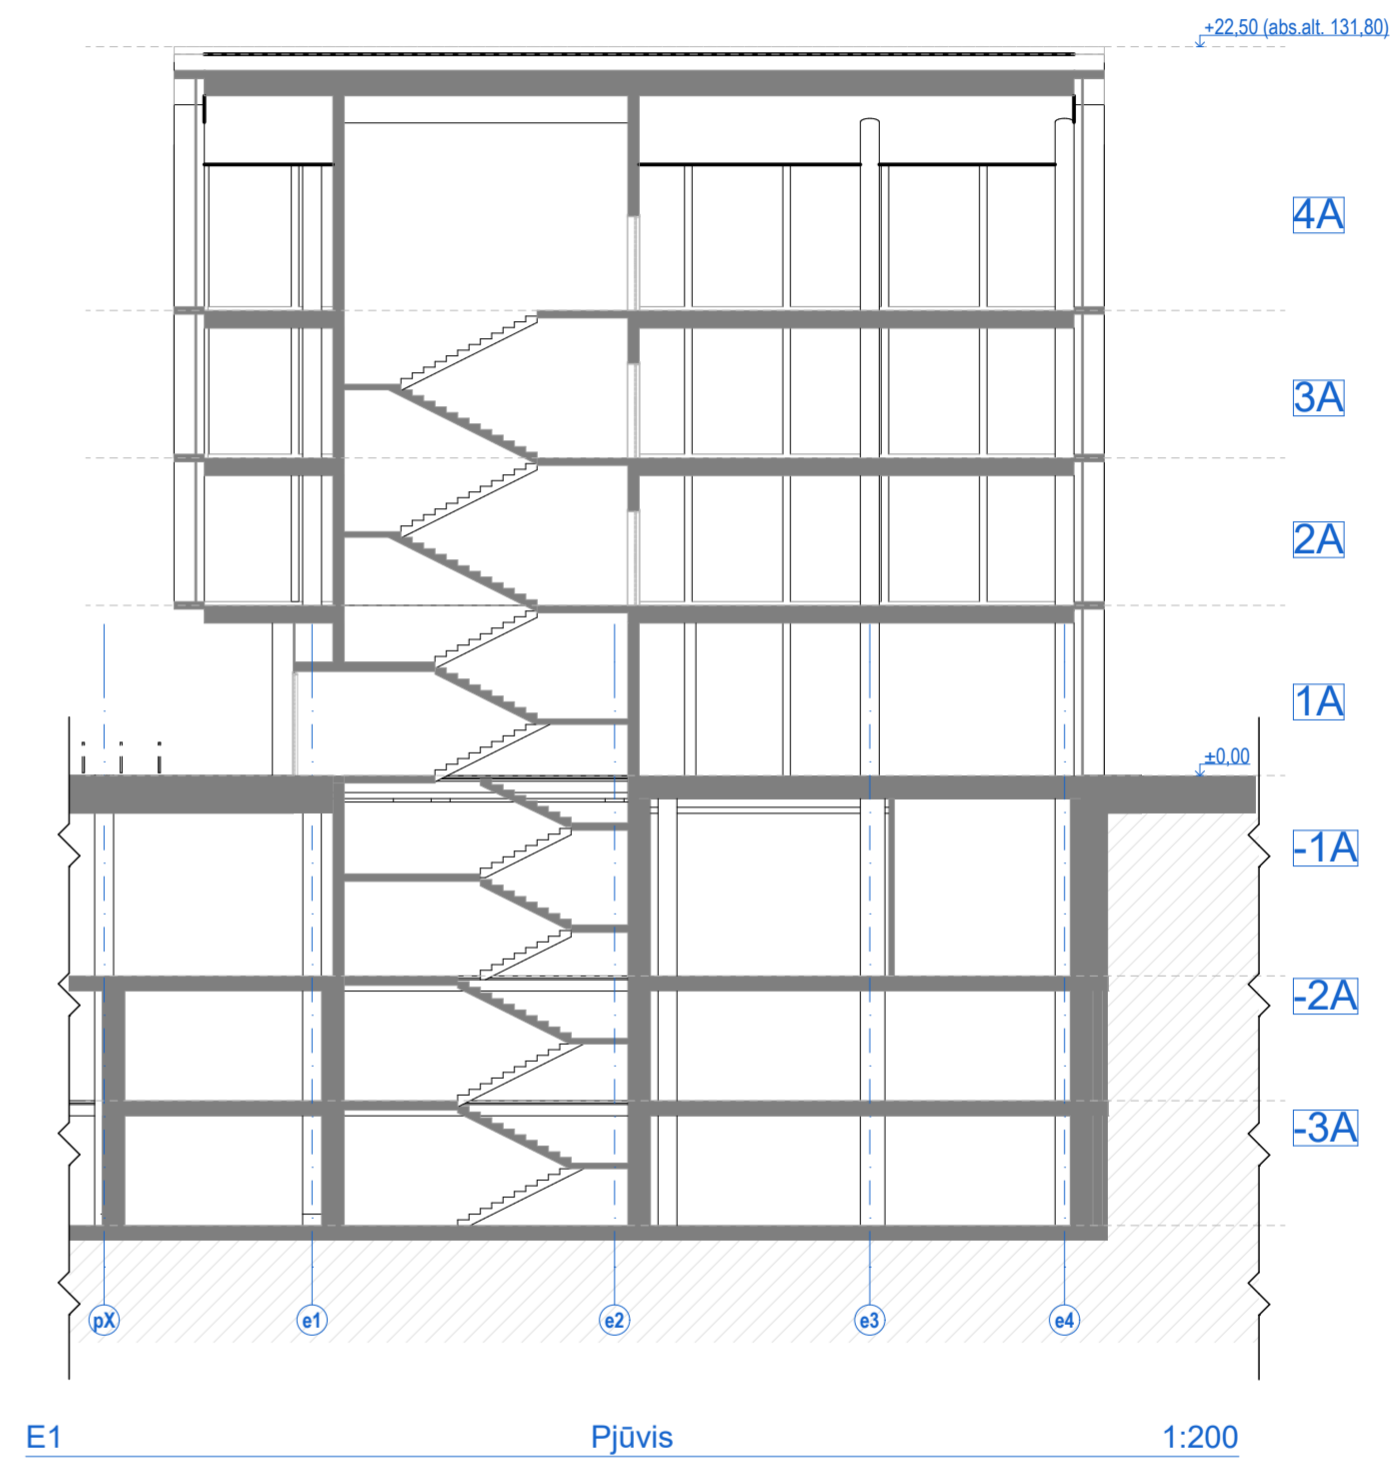 +22,50 (abs.alt. 131,80)
4A
3A
2A
1A
±0,00
-1A
-2A
-3A
pX e1 e2 e3 e4
E1 Pjūvis 1:200